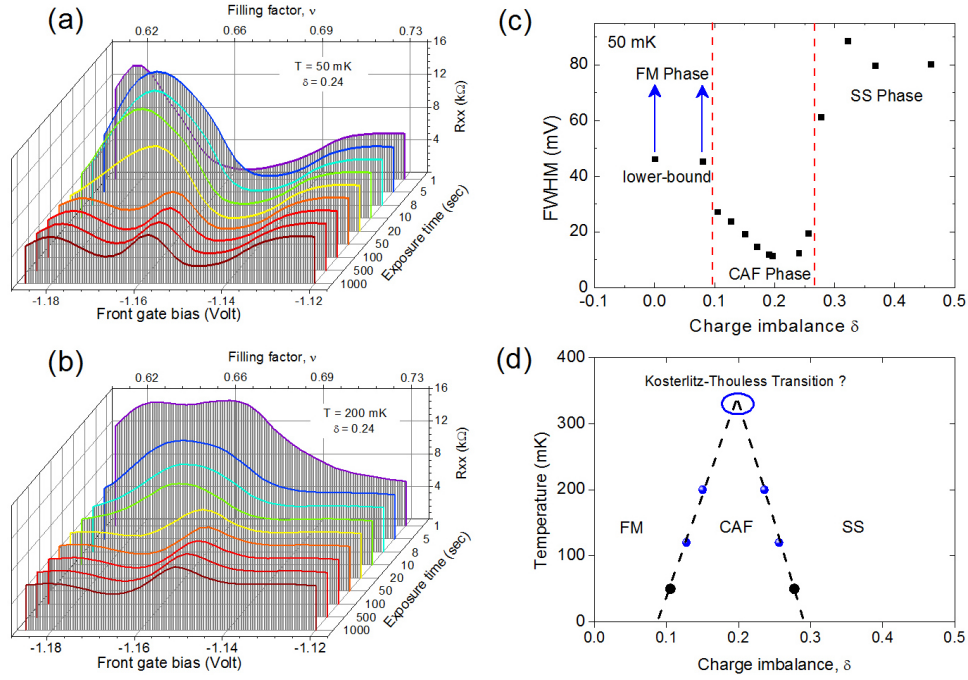 (a)
Filling factor, ν
0.62 0.66 0.69 0.73
T = 50 mK
δ = 0.24
16
12
8
4
Rxx (kΩ)
1
5
8
10
20
50
100
500
1000
Exposure time (sec)
-1.18 -1.16 -1.14 -1.12
Front gate bias (Volt)
(b)
Filling factor, ν
0.62 0.66 0.69 0.73
T = 200 mK
δ = 0.24
16
12
8
4
Rxx (kΩ)
1
5
8
10
20
50
100
500
1000
Exposure time (sec)
-1.18 -1.16 -1.14 -1.12
Front gate bias (Volt)
(c)
50 mK
FM Phase
SS Phase
lower-bound
CAF Phase
80
60
40
20
0
FWHM (mV)
-0.1 0.0 0.1 0.2 0.3 0.4 0.5
Charge imbalance δ
(d)
400
300
200
100
0
Temperature (mK)
Kosterlitz-Thouless Transition ?
FM CAF SS
0.0 0.1 0.2 0.3 0.4 0.5
Charge imbalance, δ